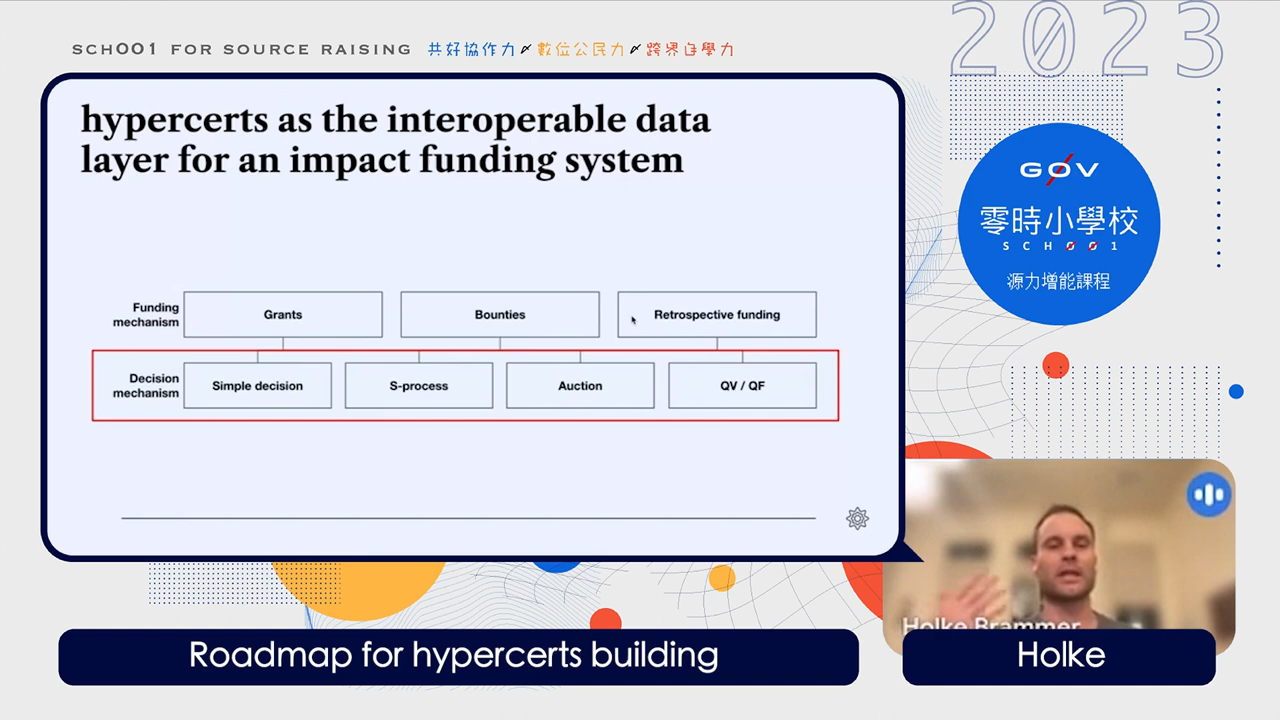 SCH001 FOR SOURCE RAISING 共好協作力 數位公民力 跨界自學力
2023
hypercerts as the interoperable data
layer for an impact funding system
Funding
mechanism
Grants
Bounties
Retrospective funding
Decision
mechanism
Simple decision
S-process
Auction
QV / QF
G0V
零時小學校
SCH001
源力增能課程
Holke Brammer
Roadmap for hypercerts building
Holke